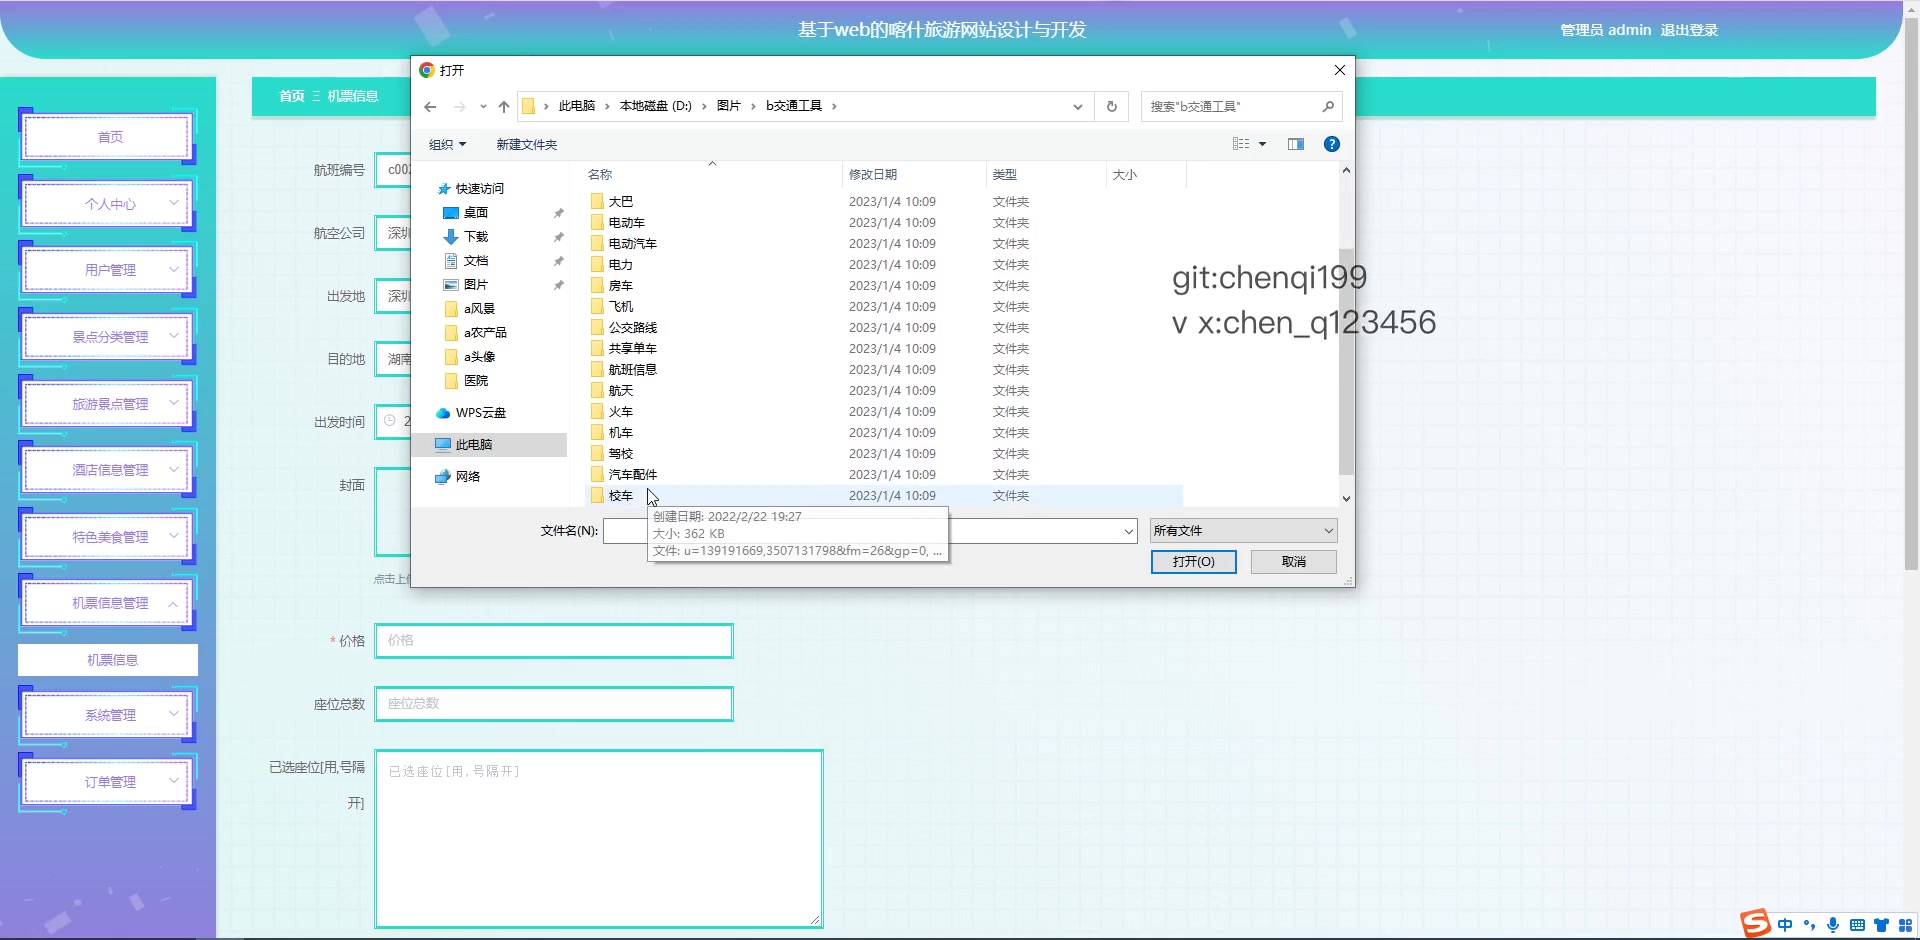 基于web的喀什旅游网站设计与开发
管理员 admin 退出登录
首页
个人中心
用户管理
景点分类管理
旅游景点管理
酒店信息管理
特色美食管理
机票信息管理
机票信息
系统管理
订单管理
首页 三 机票信息
航班编号 c002
航空公司 深圳
出发地 深圳
目的地 湖南
出发时间 2
封面
点击上传
* 价格 价格
座位总数 座位总数
已选座位[用,号隔
开]
已选座位[用,号隔开]
打开
此电脑 › 本地磁盘 (D:) › 图片 › b交通工具 ›
搜索"b交通工具"
组织 新建文件夹
快速访问
桌面
下载
文档
图片
a风景
a农产品
a头像
医院
WPS云盘
此电脑
网络
名称 修改日期 类型 大小
大巴 2023/1/4 10:09 文件夹
电动车 2023/1/4 10:09 文件夹
电动汽车 2023/1/4 10:09 文件夹
电力 2023/1/4 10:09 文件夹
房车 2023/1/4 10:09 文件夹
飞机 2023/1/4 10:09 文件夹
公交路线 2023/1/4 10:09 文件夹
共享单车 2023/1/4 10:09 文件夹
航班信息 2023/1/4 10:09 文件夹
航天 2023/1/4 10:09 文件夹
火车 2023/1/4 10:09 文件夹
机车 2023/1/4 10:09 文件夹
驾校 2023/1/4 10:09 文件夹
汽车配件 2023/1/4 10:09 文件夹
校车 2023/1/4 10:09 文件夹
创建日期: 2022/2/22 19:27
大小: 362 KB
文件: u=139191669,3507131798&fm=26&gp=0, ...
文件名(N):
所有文件
打开(O) 取消
git:chenqi199
v x:chen_q123456
中